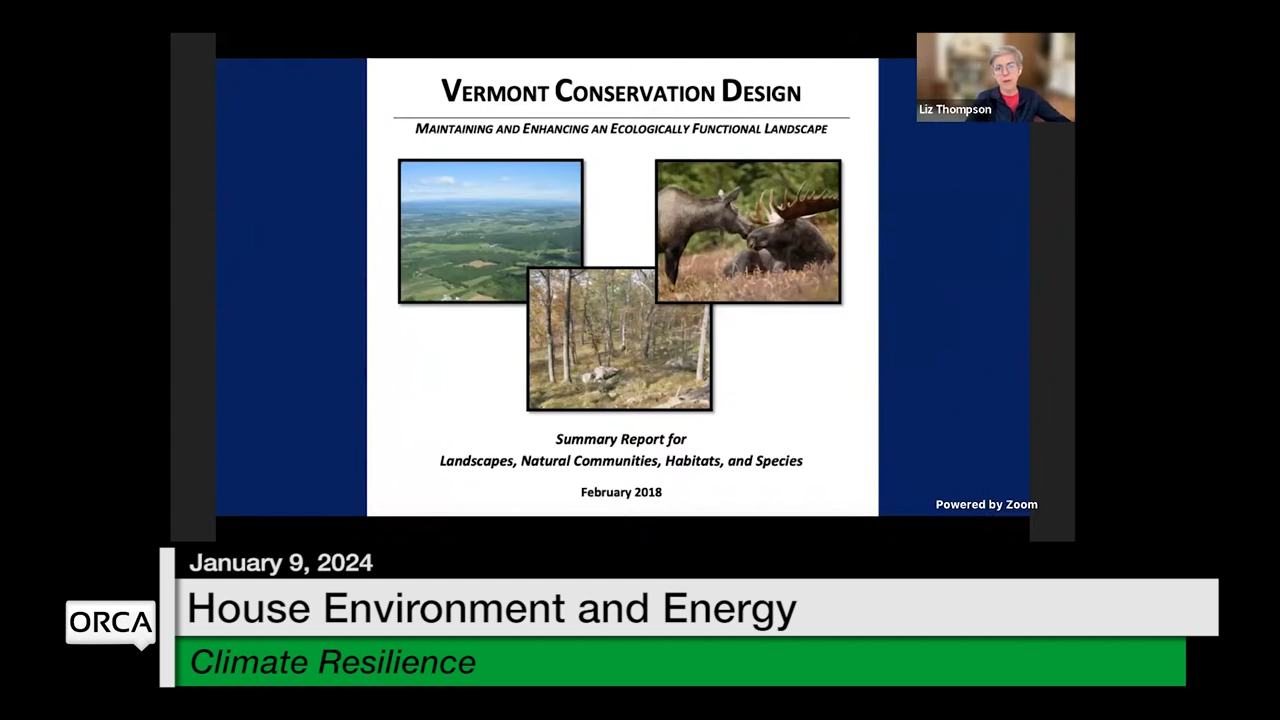 VERMONT CONSERVATION DESIGN
MAINTAINING AND ENHANCING AN ECOLOGICALLY FUNCTIONAL LANDSCAPE
Liz Thompson
Summary Report for
Landscapes, Natural Communities, Habitats, and Species
February 2018
Powered by Zoom
January 9, 2024
House Environment and Energy
ORCA
Climate Resilience